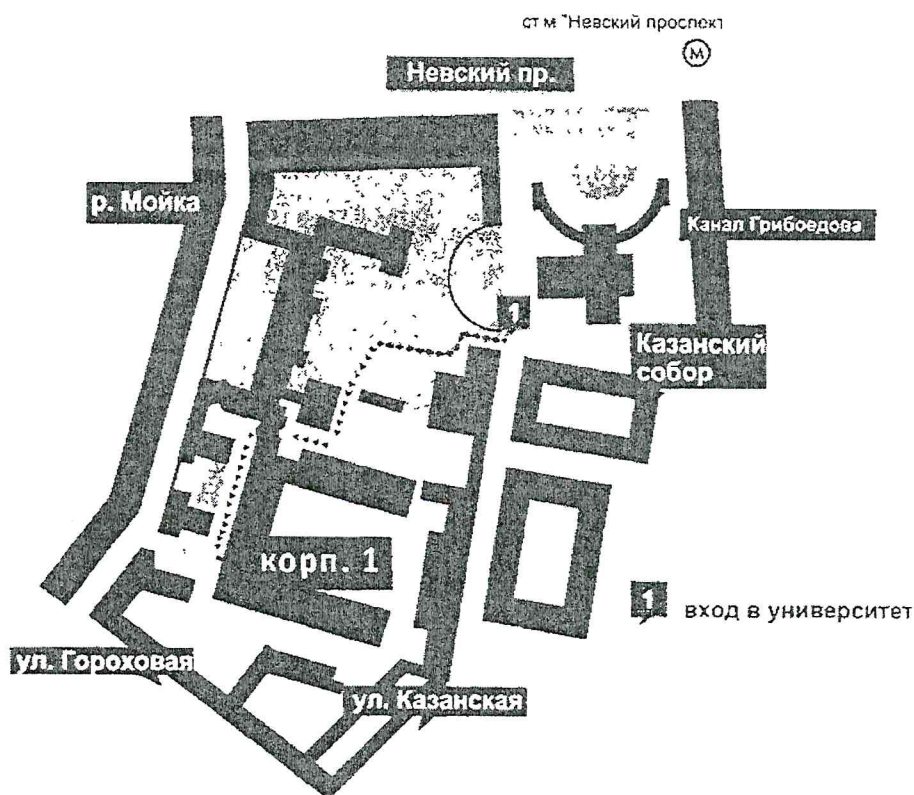 ст м "Невский проспект
М
Невский пр.
р. Мойка
Канал Грибоедова
1
Казанский
собор
корп. 1
1 вход в университет
ул. Гороховая
ул. Казанская